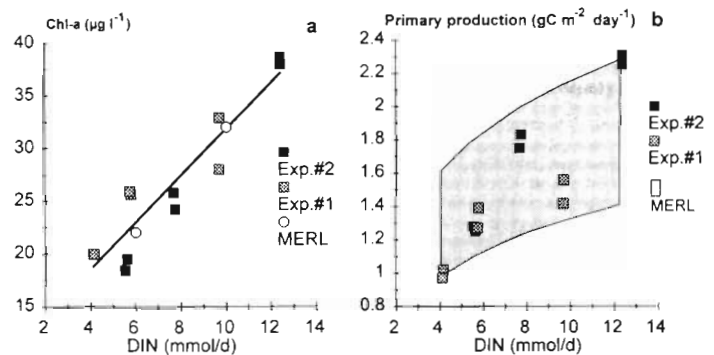 Chl-a (µg l⁻¹)
a
40
35
30
25
20
15
2 4 6 8 10 12 14
DIN (mmol/d)
Exp.#2
Exp.#1
MERL
Primary production (gC m⁻² day⁻¹)
b
2.4
2.2
2
1.8
1.6
1.4
1.2
1
0.8
2 4 6 8 10 12 14
DIN (mmol/d)
Exp.#2
Exp.#1
MERL